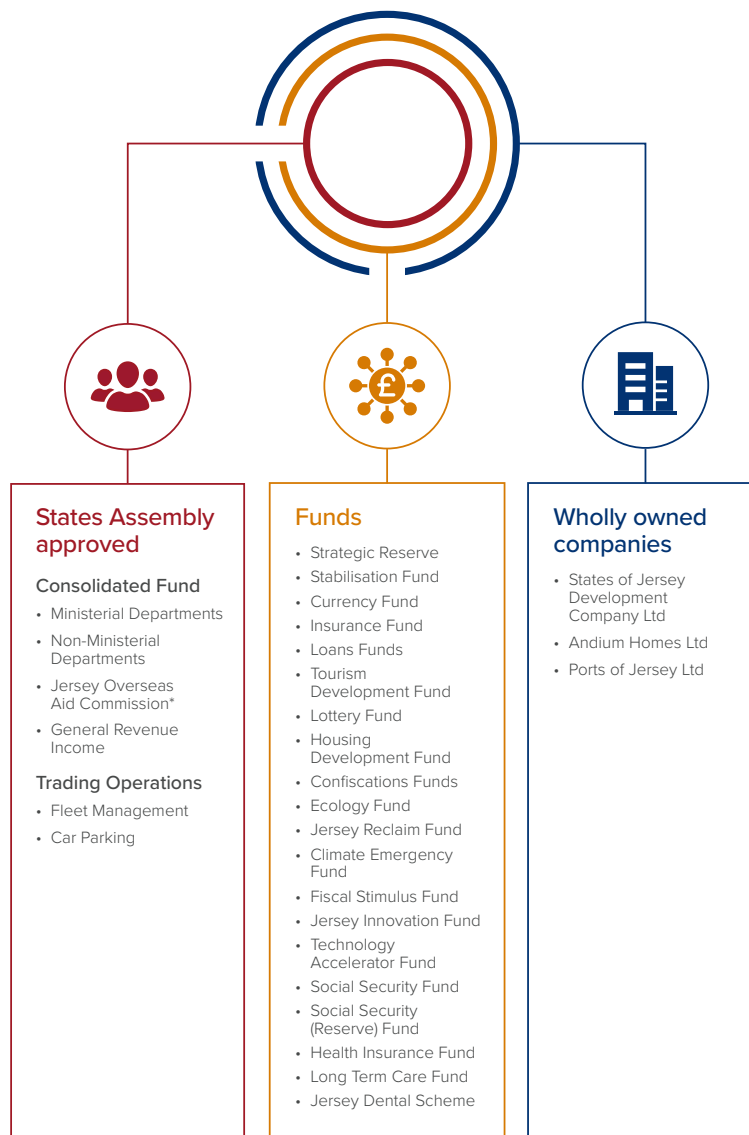 States Assembly
approved
Consolidated Fund
• Ministerial Departments
• Non-Ministerial
Departments
• Jersey Overseas
Aid Commission*
• General Revenue
Income
Trading Operations
• Fleet Management
• Car Parking
Funds
• Strategic Reserve
• Stabilisation Fund
• Currency Fund
• Insurance Fund
• Loans Funds
• Tourism
Development Fund
• Lottery Fund
• Housing
Development Fund
• Confiscations Funds
• Ecology Fund
• Jersey Reclaim Fund
• Climate Emergency
Fund
• Fiscal Stimulus Fund
• Jersey Innovation Fund
• Technology
Accelerator Fund
• Social Security Fund
• Social Security
(Reserve) Fund
• Health Insurance Fund
• Long Term Care Fund
• Jersey Dental Scheme
Wholly owned
companies
• States of Jersey
Development
Company Ltd
• Andium Homes Ltd
• Ports of Jersey Ltd
£